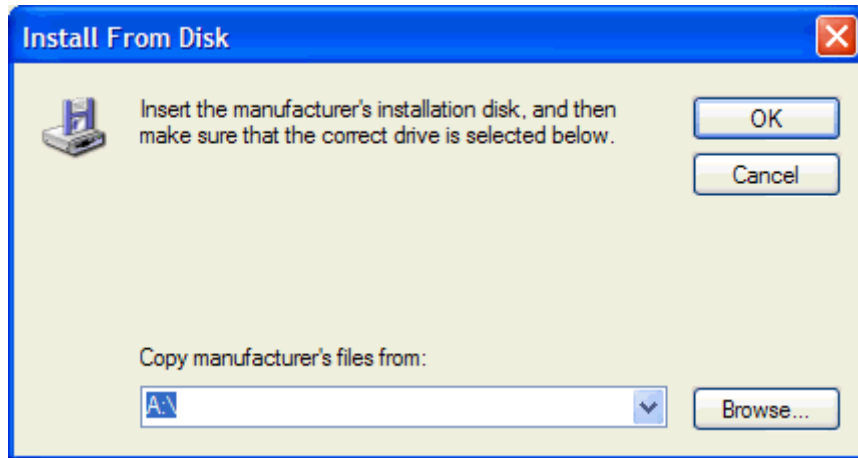 Install From Disk
Insert the manufacturer's installation disk, and then
make sure that the correct drive is selected below.
OK
Cancel
Copy manufacturer's files from:
A:\
Browse...